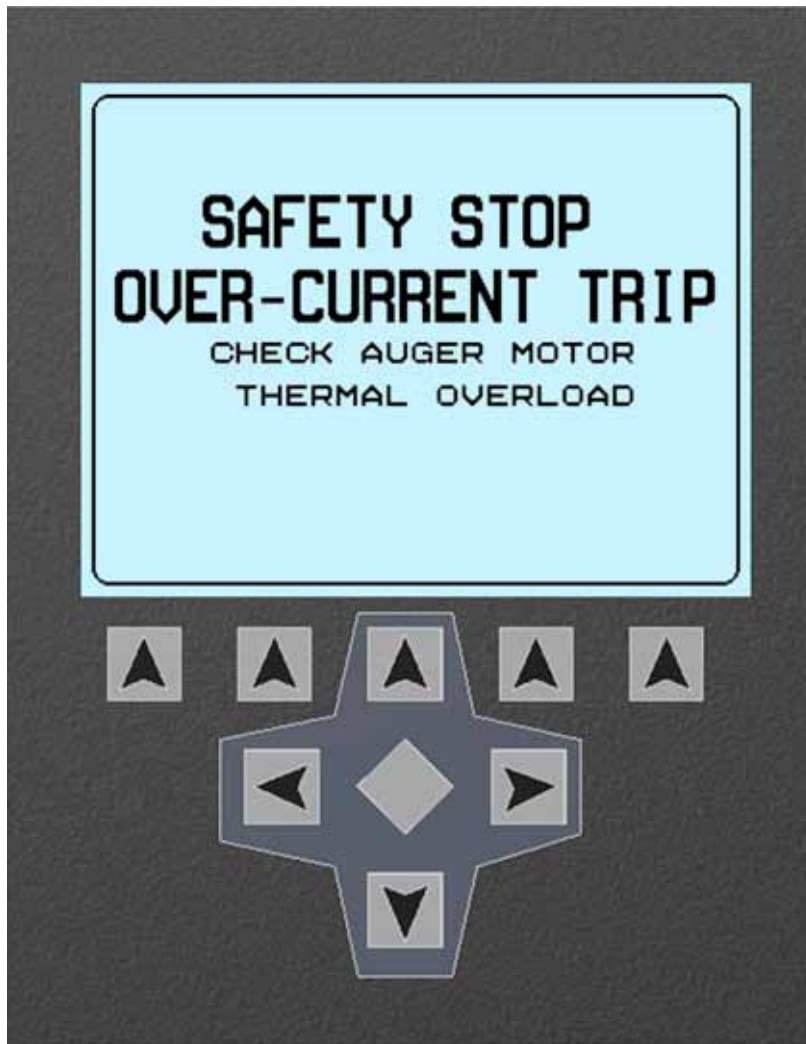 SAFETY STOP
OVER-CURRENT TRIP
CHECK AUGER MOTOR
THERMAL OVERLOAD